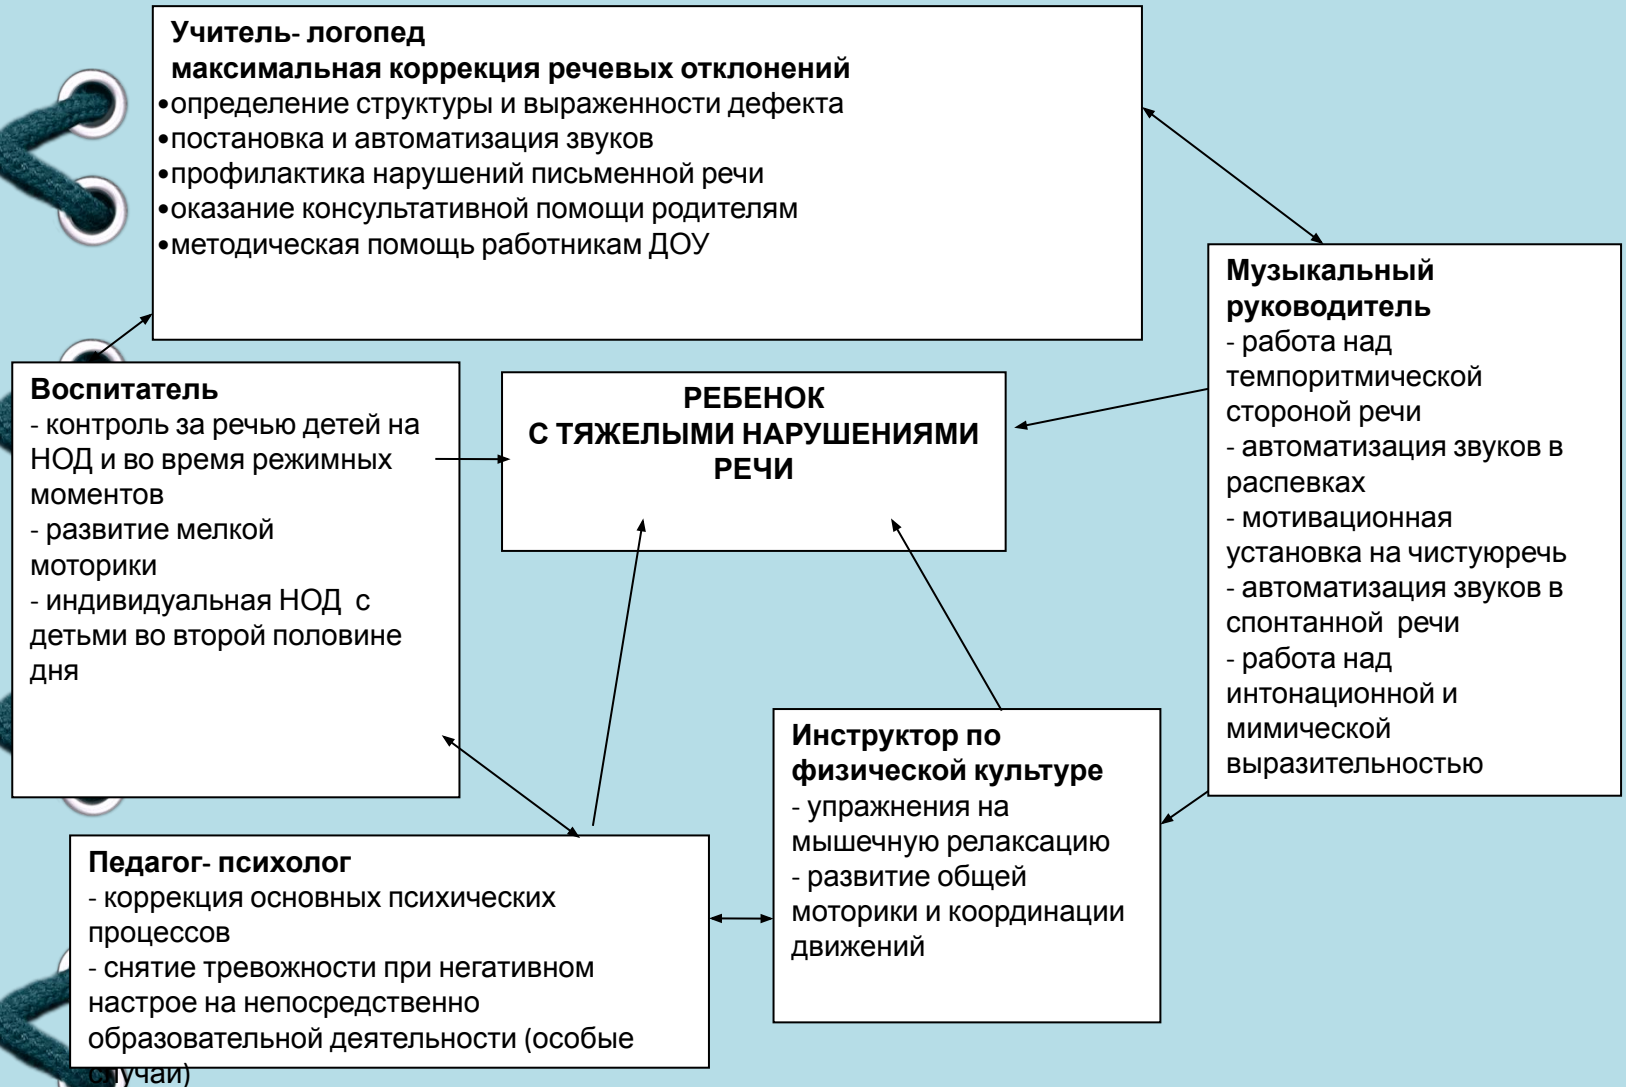 Учитель- логопед
максимальная коррекция речевых отклонений
•определение структуры и выраженности дефекта
•постановка и автоматизация звуков
•профилактика нарушений письменной речи
•оказание консультативной помощи родителям
•методическая помощь работникам ДОУ
Музыкальный
руководитель
- работа над
темпоритмической
стороной речи
- автоматизация звуков в
распевках
- мотивационная
установка на чистуюречь
- автоматизация звуков в
спонтанной  речи
- работа над
интонационной и
мимической
выразительностью
Воспитатель
- контроль за речью детей на
НОД и во время режимных
моментов
- развитие мелкой
моторики
- индивидуальная НОД  с
детьми во второй половине
дня
РЕБЕНОК
С ТЯЖЕЛЫМИ НАРУШЕНИЯМИ
РЕЧИ
Инструктор по
физической культуре
- упражнения на
мышечную релаксацию
- развитие общей
моторики и координации
движений
Педагог- психолог
- коррекция основных психических
процессов
- снятие тревожности при негативном
настрое на непосредственно
образовательной деятельности (особые
случаи)